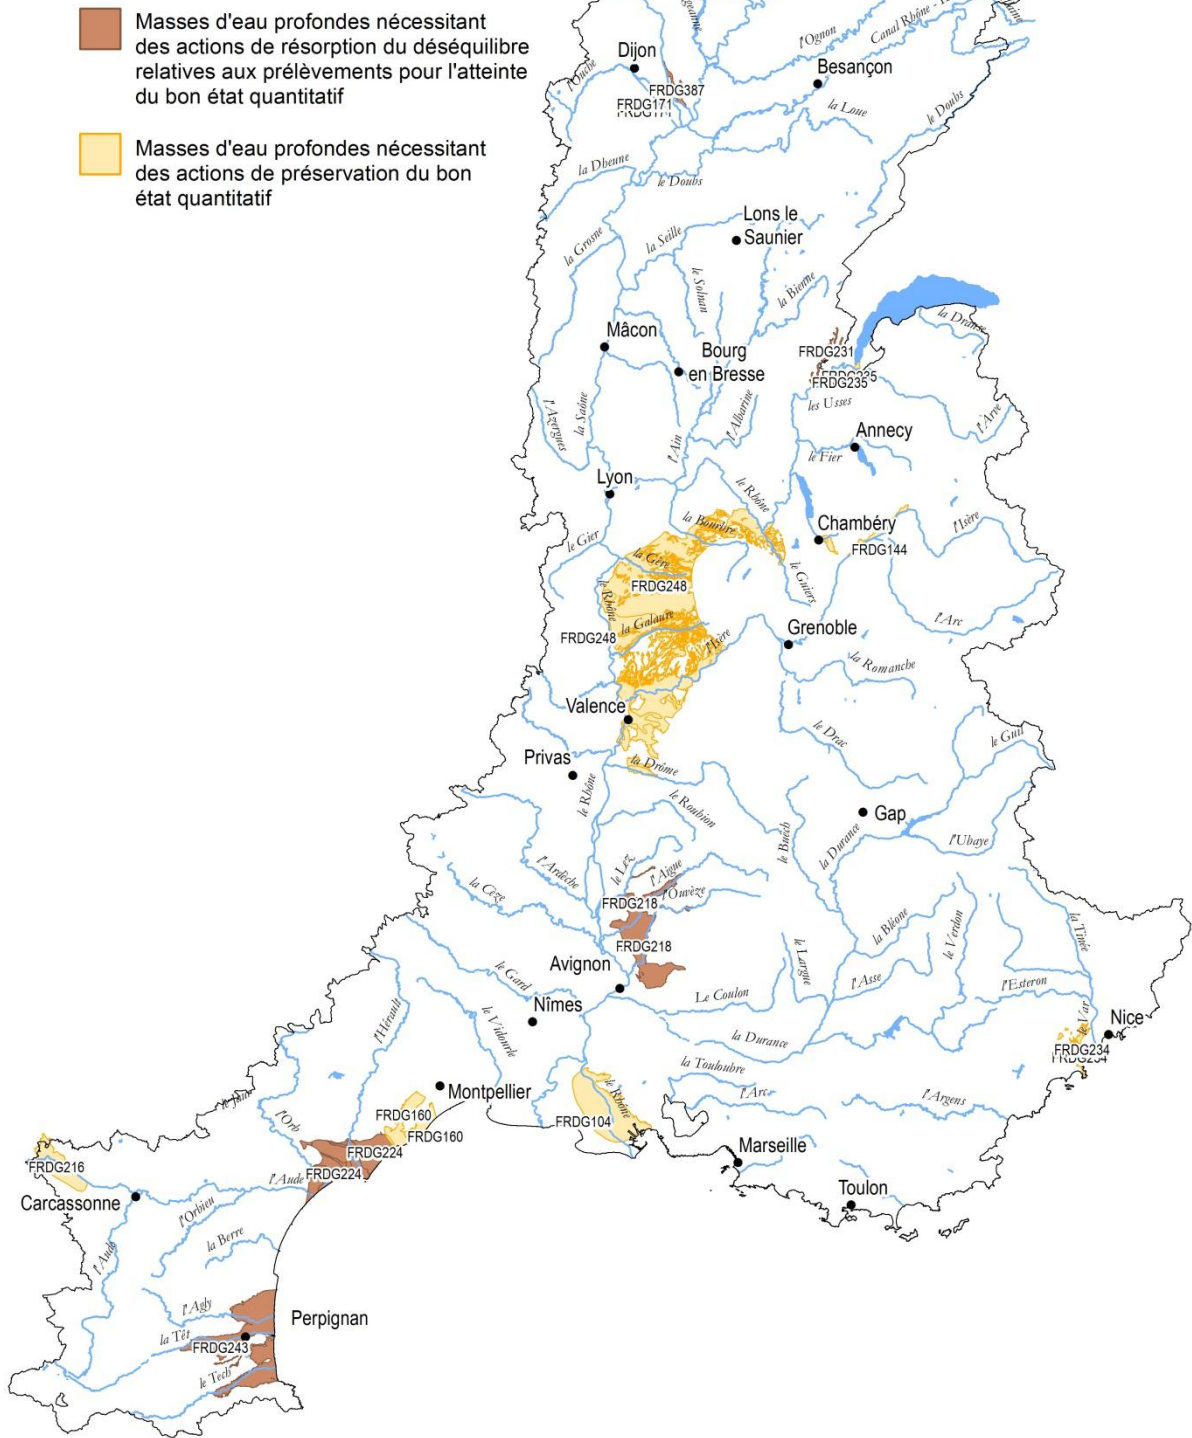 Masses d'eau profondes nécessitant
des actions de résorption du déséquilibre
relatives aux prélèvements pour l'atteinte
du bon état quantitatif
Masses d'eau profondes nécessitant
des actions de préservation du bon
état quantitatif
l'Ognon
Canal Rhône -
Dijon
l'Ouche
Besançon
FRDG387
FRDG171
FRDG171
la Loue
le Doubs
la Dheune
le Doubs
Lons le
Saunier
la Grosne
la Seille
le Solnan
la Bienne
la Dranse
Mâcon
Bourg
en Bresse
FRDG231
FRDG235
FRDG235
les Usses
l'Azergues
la Saône
l'Ain
l'Albarine
l'Arve
Annecy
le Fier
Lyon
le Rhône
la Bourbre
Chambéry
l'Isère
FRDG144
le Gier
la Gère
le Rhône
FRDG248
le Guiers
la Galaure
FRDG248
l'Isère
Grenoble
l'Arc
la Romanche
Valence
le Drac
le Guil
Privas
la Drôme
le Rhône
le Roubion
Gap
le Buëch
la Durance
l'Ubaye
l'Ardèche
le Lez
l'Aigue
la Cèze
l'Ouvèze
FRDG218
FRDG218
la Bléone
le Verdon
la Tinée
Avignon
le Largue
le Gard
Le Coulon
l'Asse
l'Esteron
Nîmes
le Vidourle
l'Hérault
la Durance
le Var
Nice
FRDG234
FRDG234
la Touloubre
l'Arc
l'Argens
Montpellier
le Rhône
le Jaur
l'Orb
FRDG160
FRDG160
FRDG104
Marseille
FRDG224
FRDG224
FRDG216
l'Aude
Carcassonne
Toulon
l'Orbieu
la Berre
l'Aude
l'Agly
Perpignan
la Têt
FRDG243
le Tech